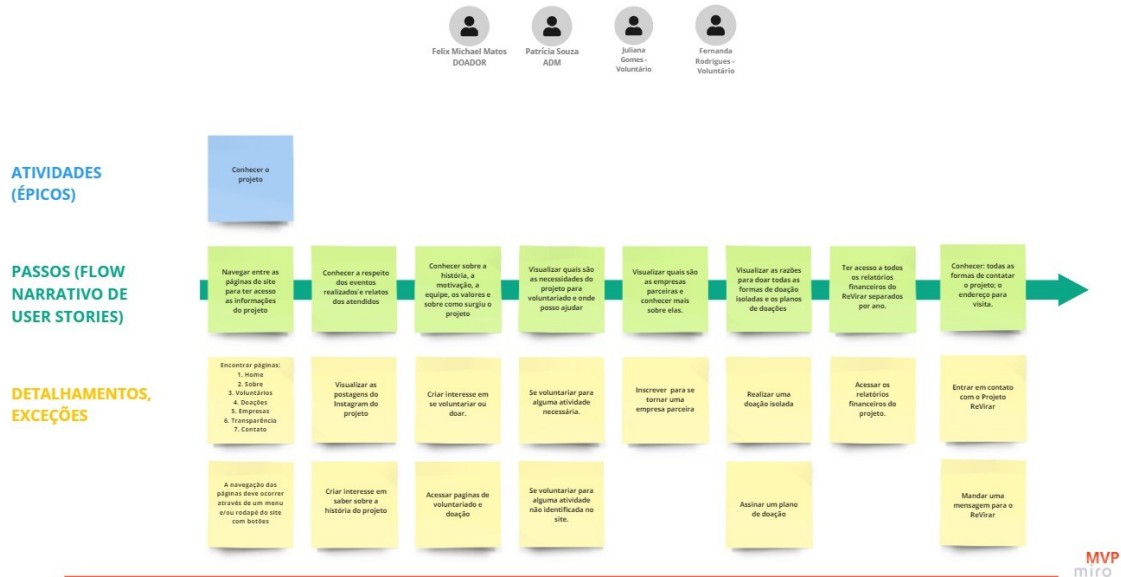 Felix Michael Matos
DOADOR
Patrícia Souza
ADM
Juliana
Gomes -
Voluntário
Fernanda
Rodrigues -
Voluntário
ATIVIDADES
(ÉPICOS)
Conhecer o
projeto
PASSOS (FLOW
NARRATIVO DE
USER STORIES)
Navegar entre as
páginas do site
para ter acesso
as informações
do projeto
Conhecer a respeito
dos eventos
realizados e relatos
dos atendidos
Conhecer sobre a
história, a
motivação, a
equipe, os valores e
sobre como surgiu o
projeto
Visualizar quais são
as necessidades do
projeto para
voluntariado e onde
posso ajudar
Visualizar quais são
as empresas
parceiras e
conhecer mais
sobre elas.
Visualizar as razões
para doar todas as
formas de doação
isoladas e os planos
de doações
Ter acesso a todos
os relatórios
financeiros do
ReVirar separados
por ano.
Conhecer: todas as
formas de contatar
o projeto; o
endereço para
visita.
DETALHAMENTOS,
EXCEÇÕES
Encontrar páginas:
1. Home
2. Sobre
3. Voluntários
4. Doações
5. Empresas
6. Transparência
7. Contato
Visualizar as
postagens do
Instagram do
projeto
Criar interesse em
se voluntariar ou
doar.
Se voluntariar para
alguma atividade
necessária.
Inscrever para se
tornar uma
empresa parceira
Realizar uma
doação isolada
Acessar os
relatórios
financeiros do
projeto.
Entrar em contato
com o Projeto
ReVirar
A navegação das
páginas deve ocorrer
através de um menu
e/ou rodapé do site
com botões
Criar interesse em
saber sobre a
história do projeto
Acessar paginas de
voluntariado e
doação
Se voluntariar para
alguma atividade
não identificada no
site.
Assinar um plano
de doação
Mandar uma
mensagem para o
ReVirar
MVP
miro